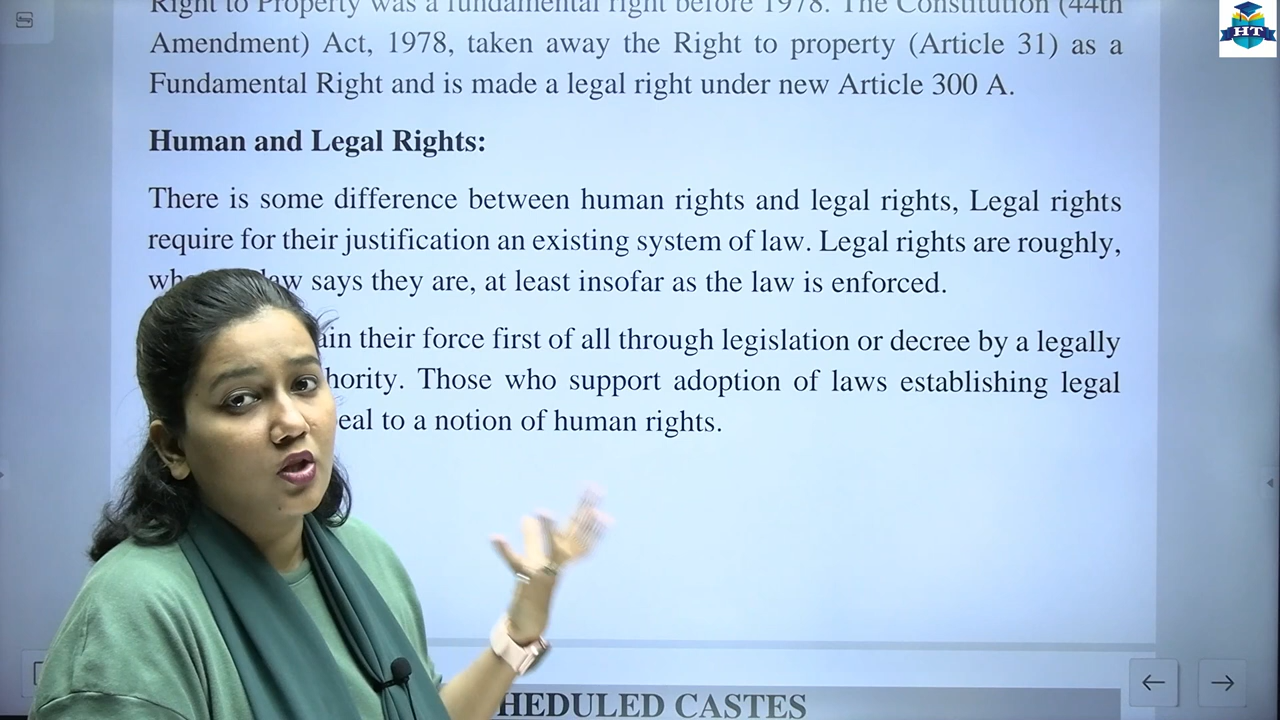 Right to Property was a fundamental right before 1978. The Constitution (44th
Amendment) Act, 1978, taken away the Right to property (Article 31) as a
Fundamental Right and is made a legal right under new Article 300 A.
Human and Legal Rights:
There is some difference between human rights and legal rights, Legal rights
require for their justification an existing system of law. Legal rights are roughly,
says they are, at least insofar as the law is enforced.
their force first of all through legislation or decree by a legally
Those who support adoption of laws establishing legal
to a notion of human rights.
HEDULED CASTES
HT